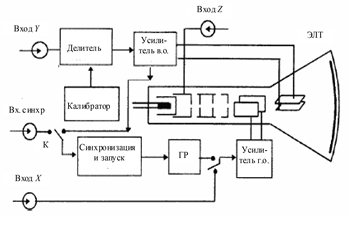 Вход Z
ЭЛТ
Вход Y
Делитель
Усили-
тель в.о.
Калибратор
Вх. синхр
К
Синхронизация
и запуск
ГР
Усили-
тель г.о.
Вход X